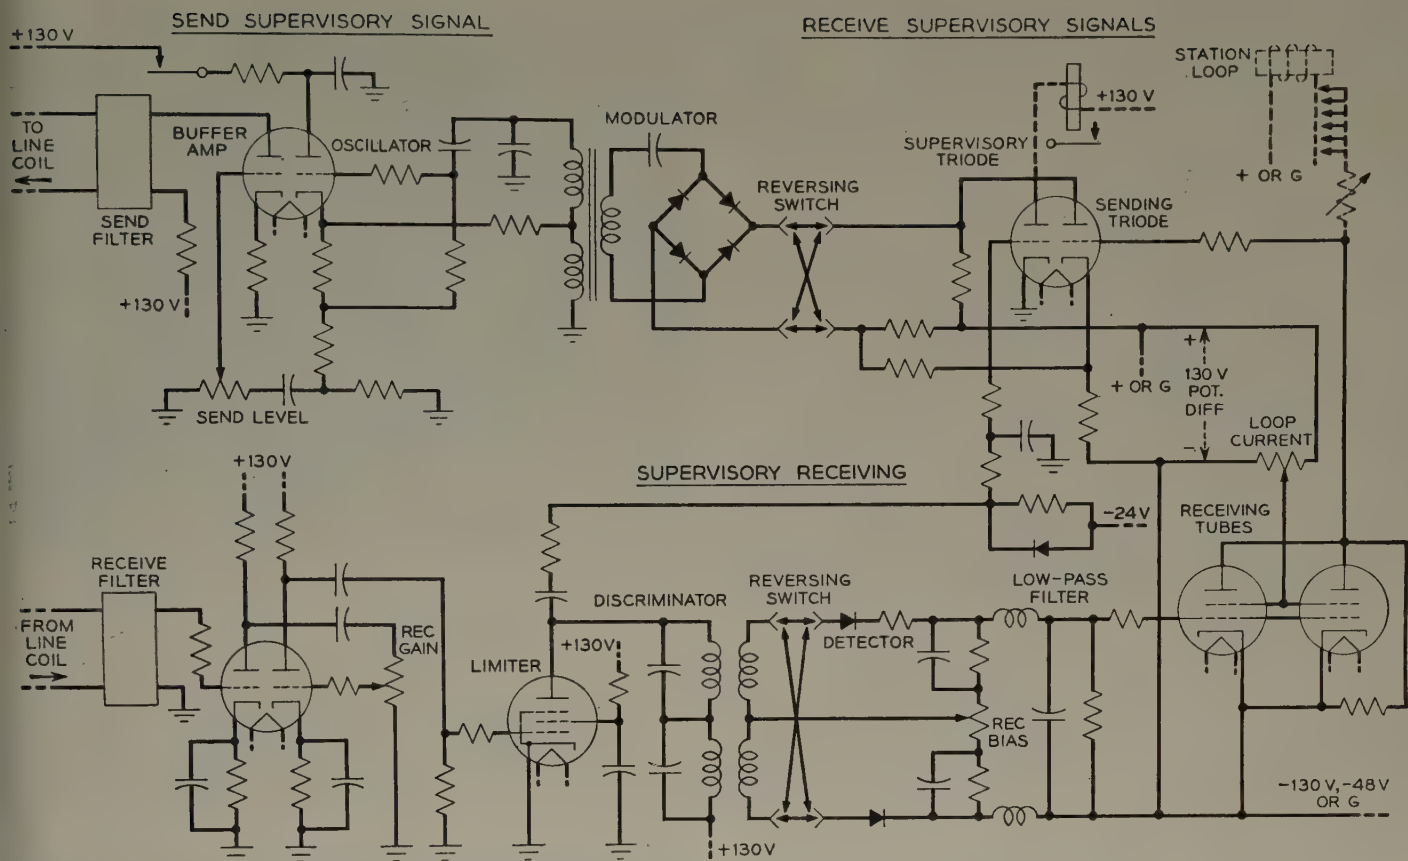 SEND SUPERVISORY SIGNAL
RECEIVE SUPERVISORY SIGNALS
+130 V
STATION
LOOP
+130 V
TO
LINE
COIL
BUFFER
AMP
OSCILLATOR
MODULATOR
SUPERVISORY
TRIODE
REVERSING
SWITCH
SENDING
TRIODE
+ OR G
SEND
FILTER
+130 V
SEND LEVEL
+ OR G
+
130 V
POT.
DIFF
-
LOOP
CURRENT
+130 V
SUPERVISORY RECEIVING
-24V
RECEIVING
TUBES
RECEIVE
FILTER
FROM
LINE
COIL
REC
GAIN
LIMITER
DISCRIMINATOR
+130V
REVERSING
SWITCH
DETECTOR
LOW-PASS
FILTER
REC
BIAS
-130 V, -48 V
OR G
+130 V